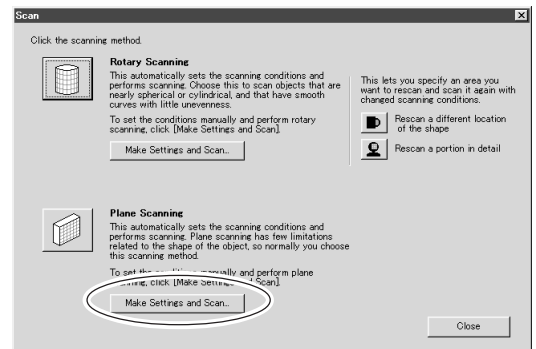 Scan
Click the scanning method.
Rotary Scanning
This automatically sets the scanning conditions and
performs scanning. Choose this to scan objects that are
nearly spherical or cylindrical, and that have smooth
curves with little unevenness.
To set the conditions manually and perform rotary
scanning, click [Make Settings and Scan].
Make Settings and Scan...
This lets you specify an area you
want to rescan and scan it again with
changed scanning conditions.
Rescan a different location
of the shape
Rescan a portion in detail
Plane Scanning
This automatically sets the scanning conditions and
performs scanning. Plane scanning has few limitations
related to the shape of the object, so normally you choose
this scanning method.
To set the conditions manually and perform plane
scanning, click [Make Settings and Scan].
Make Settings and Scan...
Close